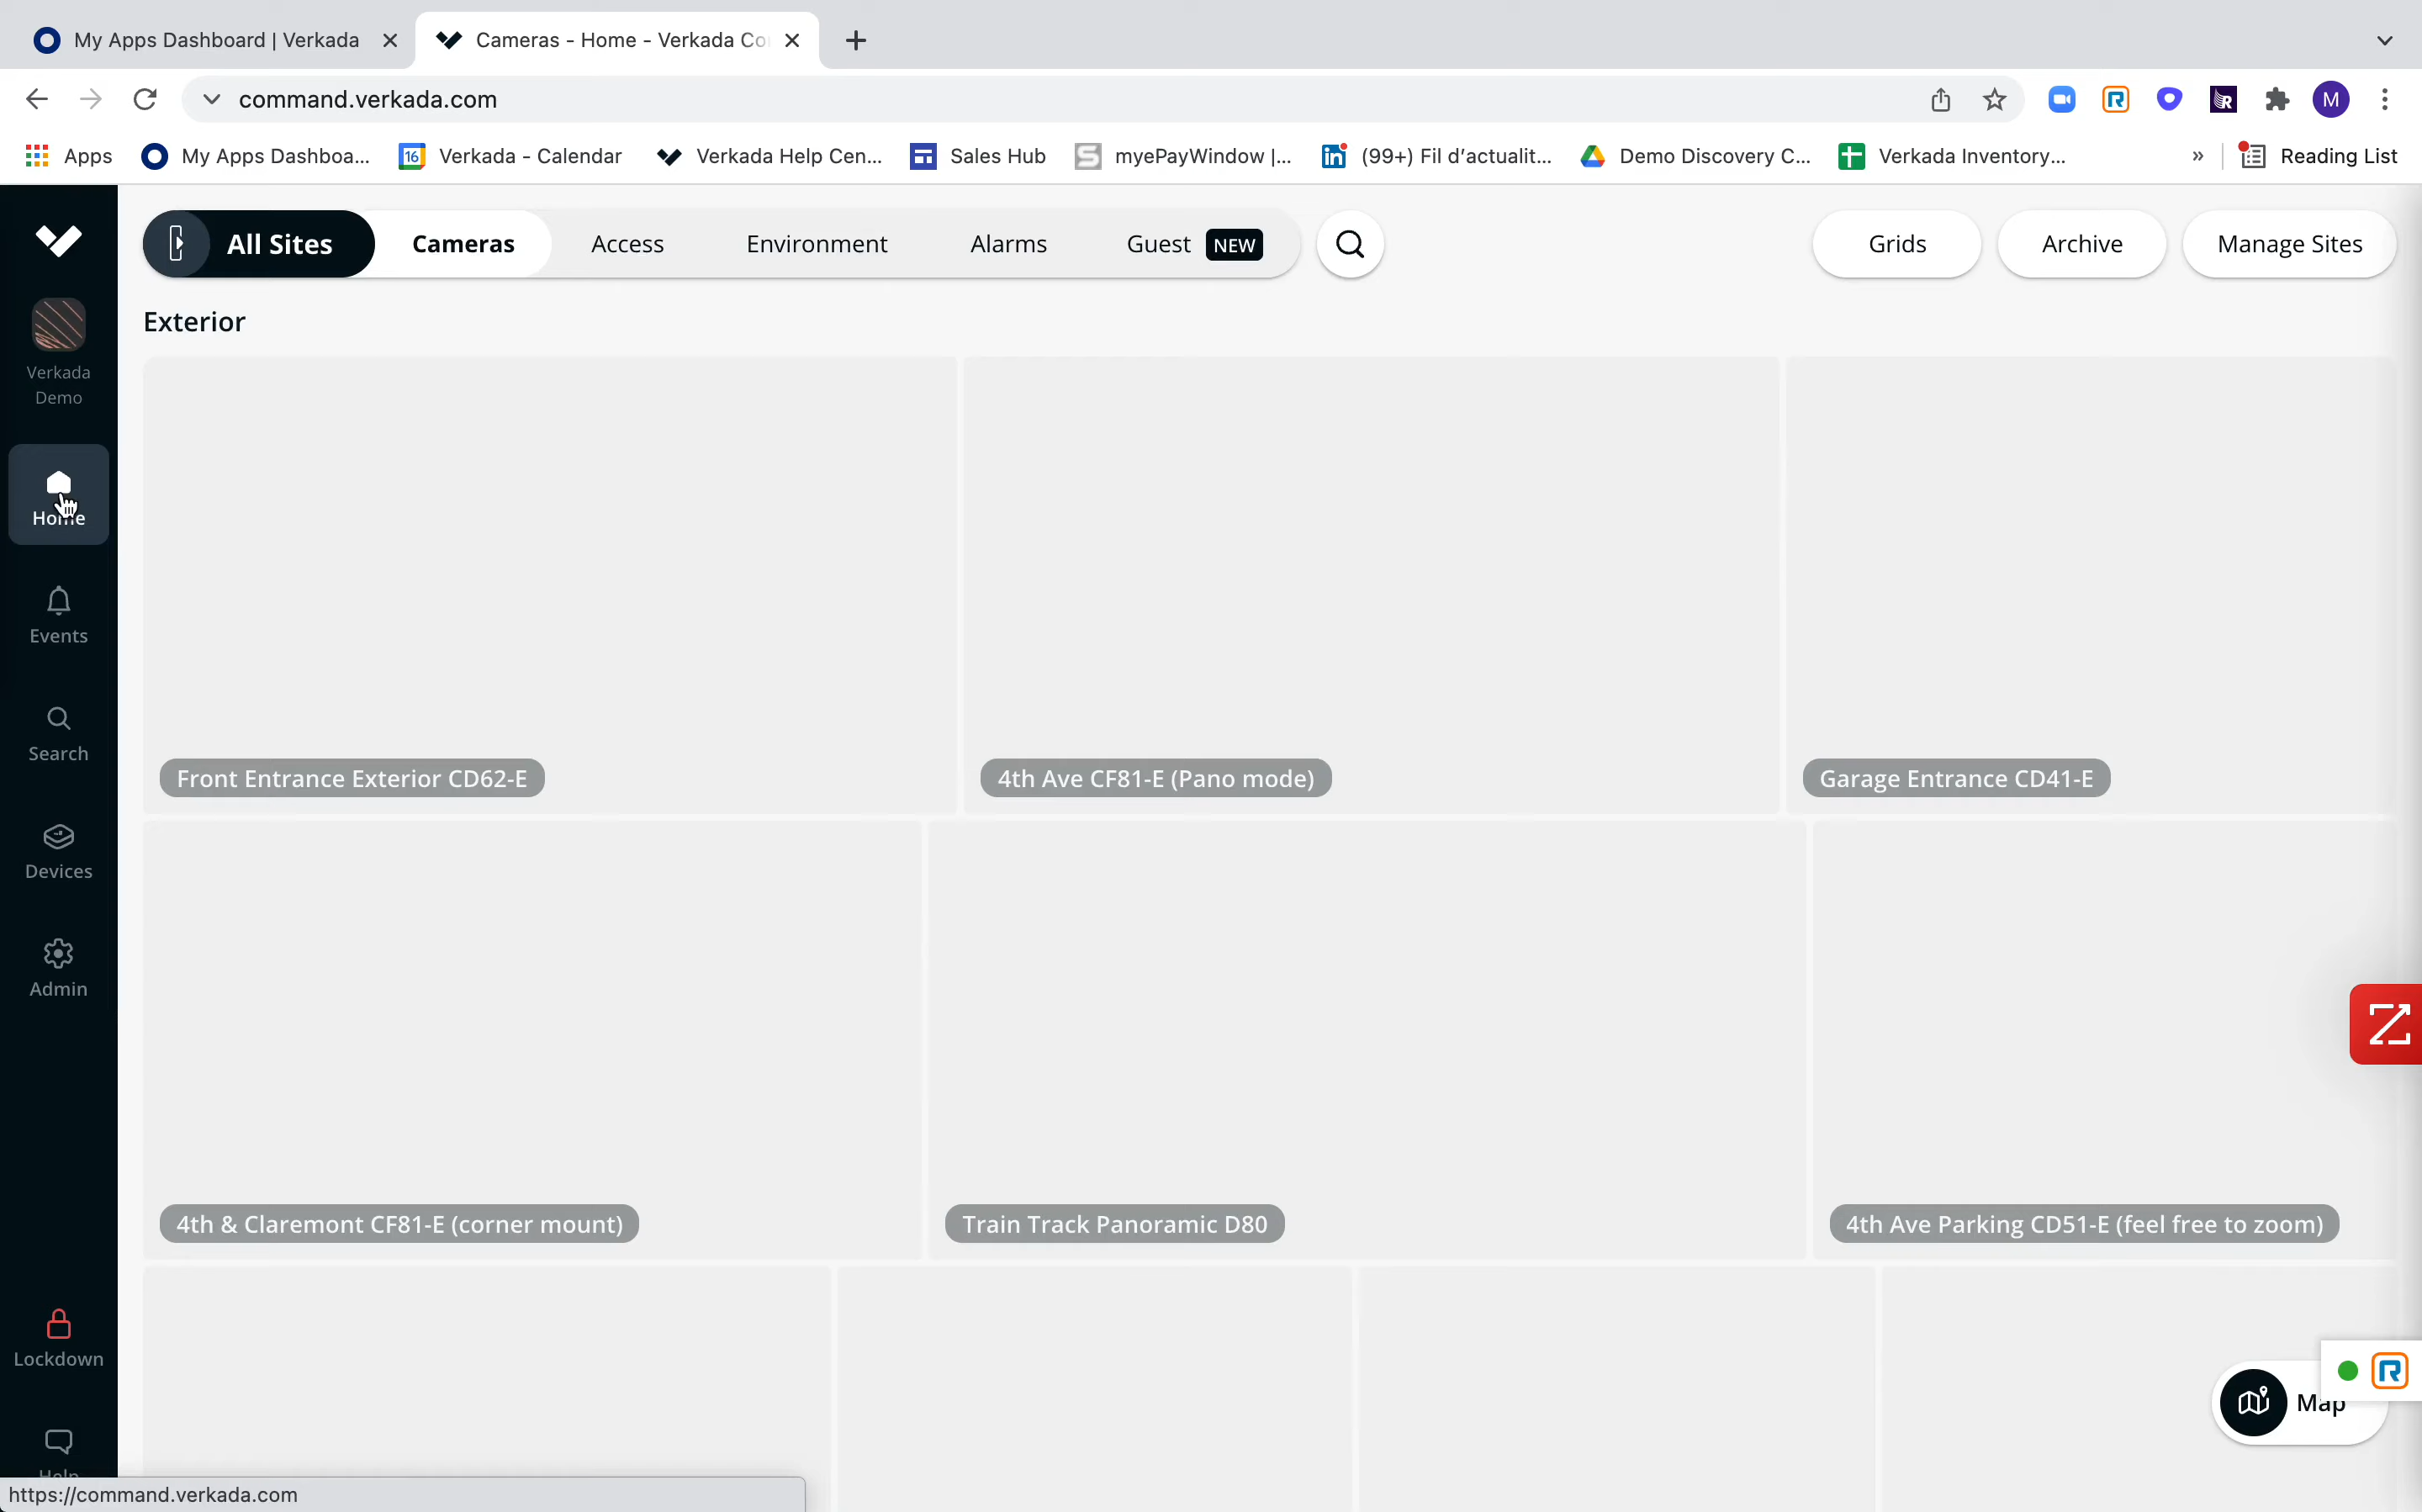 My Apps Dashboard | Verkada
Cameras - Home - Verkada Co
command.verkada.com
M
Apps
My Apps Dashboa...
16
Verkada - Calendar
Verkada Help Cen...
Sales Hub
myePayWindow |...
(99+) Fil d'actualit...
Demo Discovery C...
Verkada Inventory...
»
Reading List
All Sites
Cameras
Access
Environment
Alarms
Guest NEW
Grids
Archive
Manage Sites
Verkada
Demo
Home
Events
Search
Devices
Admin
Lockdown
Help
Exterior
Front Entrance Exterior CD62-E
4th Ave CF81-E (Pano mode)
Garage Entrance CD41-E
4th & Claremont CF81-E (corner mount)
Train Track Panoramic D80
4th Ave Parking CD51-E (feel free to zoom)
Map
https://command.verkada.com